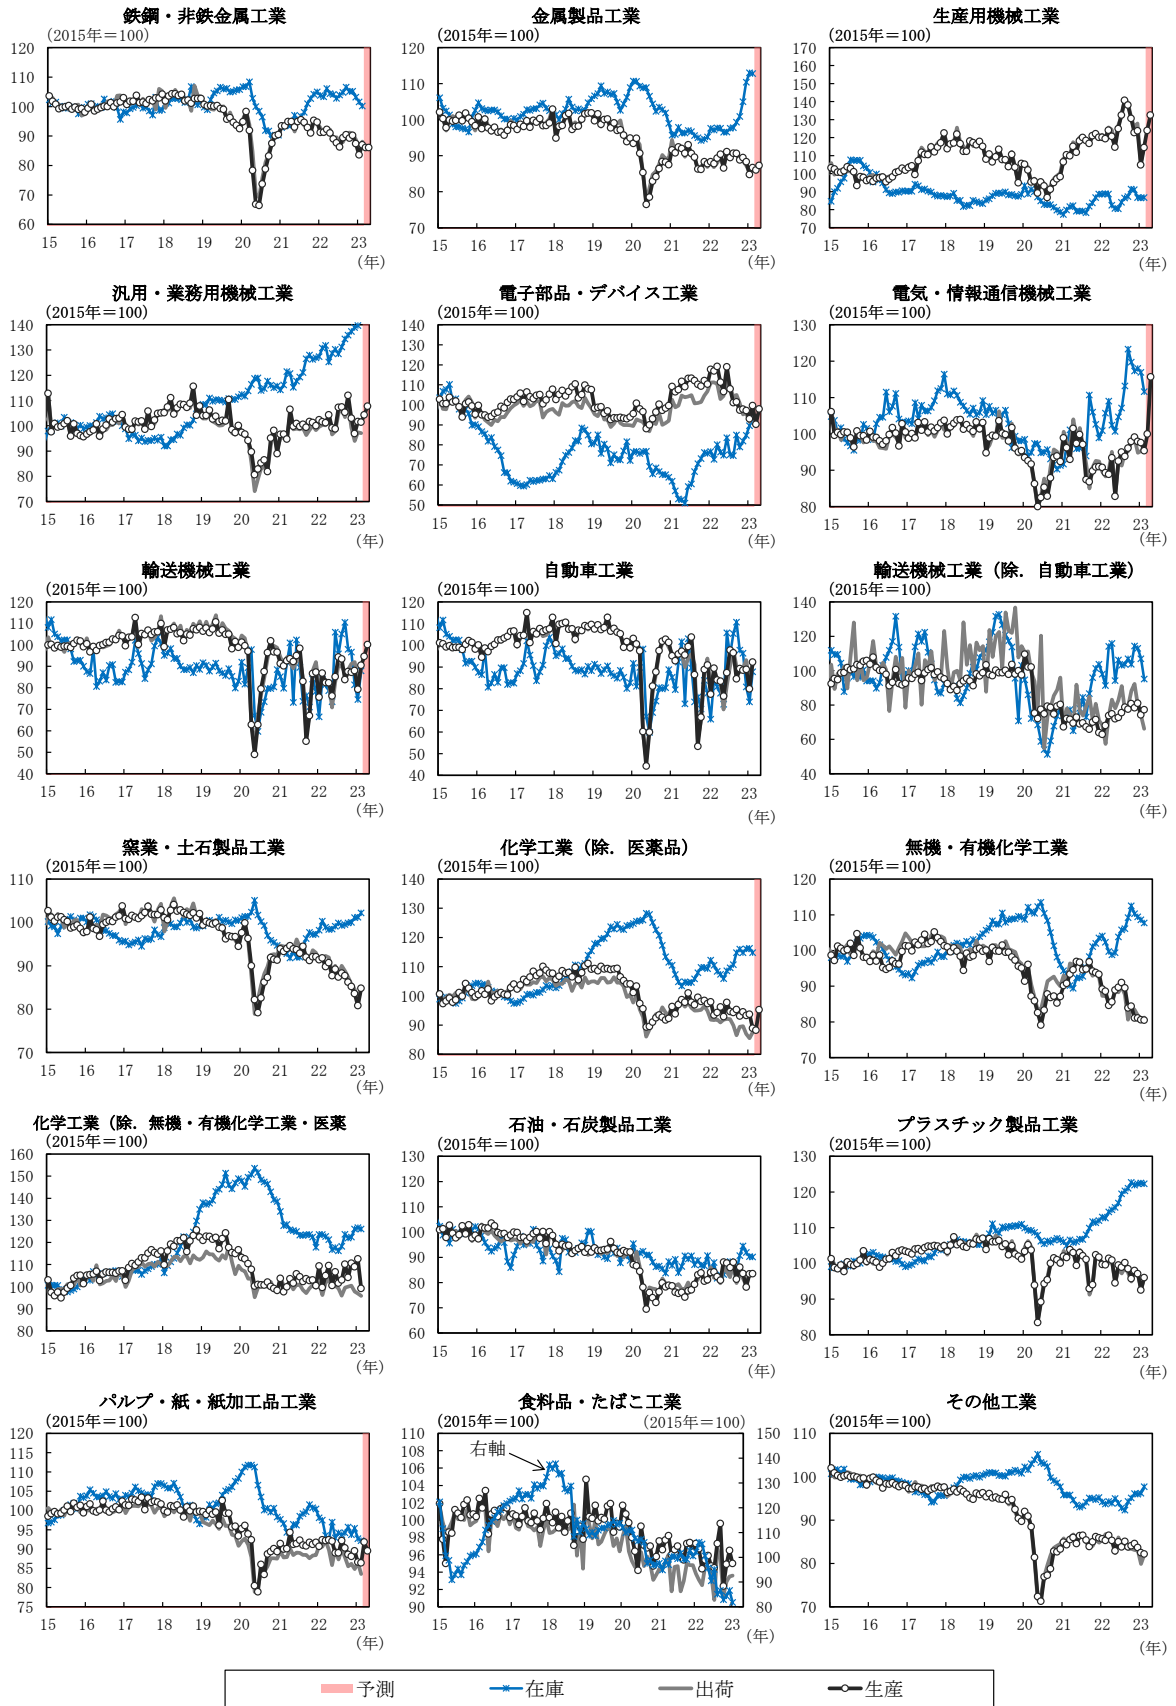 鉄鋼・非鉄金属工業
(2015年=100)
120
110
100
90
80
70
60
15 16 17 18 19 20 21 22 23
(年)
金属製品工業
(2015年=100)
120
110
100
90
80
70
15 16 17 18 19 20 21 22 23
(年)
生産用機械工業
(2015年=100)
170
160
150
140
130
120
110
100
90
80
70
15 16 17 18 19 20 21 22 23
(年)
汎用・業務用機械工業
(2015年=100)
140
130
120
110
100
90
80
70
15 16 17 18 19 20 21 22 23
(年)
電子部品・デバイス工業
(2015年=100)
140
130
120
110
100
90
80
70
60
50
15 16 17 18 19 20 21 22 23
(年)
電気・情報通信機械工業
(2015年=100)
130
120
110
100
90
80
15 16 17 18 19 20 21 22 23
(年)
輸送機械工業
(2015年=100)
120
110
100
90
80
70
60
50
40
15 16 17 18 19 20 21 22 23
(年)
自動車工業
(2015年=100)
120
110
100
90
80
70
60
50
40
15 16 17 18 19 20 21 22 23
(年)
輸送機械工業(除.自動車工業)
(2015年=100)
140
120
100
80
60
40
15 16 17 18 19 20 21 22 23
(年)
窯業・土石製品工業
(2015年=100)
110
100
90
80
70
15 16 17 18 19 20 21 22 23
(年)
化学工業(除.医薬品)
(2015年=100)
140
130
120
110
100
90
80
15 16 17 18 19 20 21 22 23
(年)
無機・有機化学工業
(2015年=100)
120
110
100
90
80
70
15 16 17 18 19 20 21 22 23
(年)
化学工業(除.無機・有機化学工業・医薬
(2015年=100)
160
150
140
130
120
110
100
90
80
15 16 17 18 19 20 21 22 23
(年)
石油・石炭製品工業
(2015年=100)
130
120
110
100
90
80
70
60
15 16 17 18 19 20 21 22 23
(年)
プラスチック製品工業
(2015年=100)
130
120
110
100
90
80
15 16 17 18 19 20 21 22 23
(年)
パルプ・紙・紙加工品工業
(2015年=100)
120
115
110
105
100
95
90
85
80
75
15 16 17 18 19 20 21 22 23
(年)
食料品・たばこ工業
(2015年=100) (2015年=100)
右軸
110
108
106
104
102
100
98
96
94
92
90
150
140
130
120
110
100
90
80
15 16 17 18 19 20 21 22 23
(年)
その他工業
(2015年=100)
110
100
90
80
70
15 16 17 18 19 20 21 22 23
(年)
予測 在庫 出荷 生産